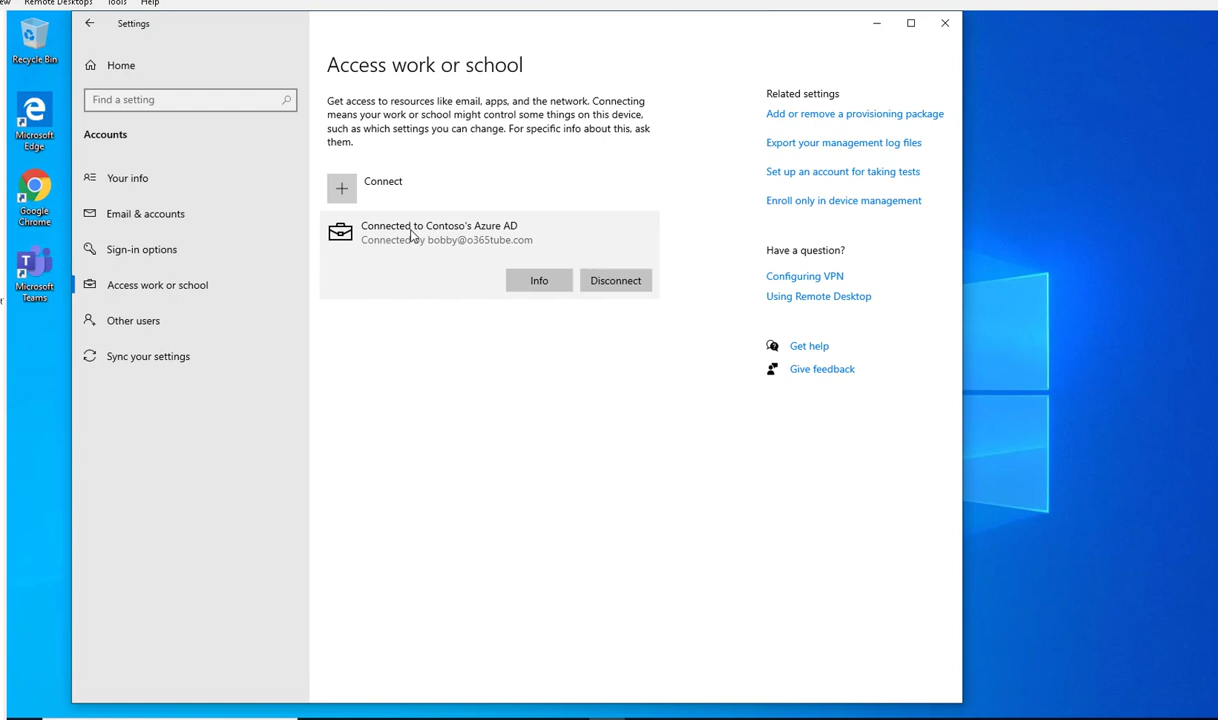 Remote Desktops Tools Help
Recycle Bin
Microsoft
Edge
Google
Chrome
Microsoft
Teams
Settings
Home
Find a setting
Accounts
Your info
Email & accounts
Sign-in options
Access work or school
Other users
Sync your settings
Access work or school
Get access to resources like email, apps, and the network. Connecting
means your work or school might control some things on this device,
such as which settings you can change. For specific info about this, ask
them.
Connect
Connected to Contoso's Azure AD
Connected by bobby@o365tube.com
Info
Disconnect
Related settings
Add or remove a provisioning package
Export your management log files
Set up an account for taking tests
Enroll only in device management
Have a question?
Configuring VPN
Using Remote Desktop
Get help
Give feedback